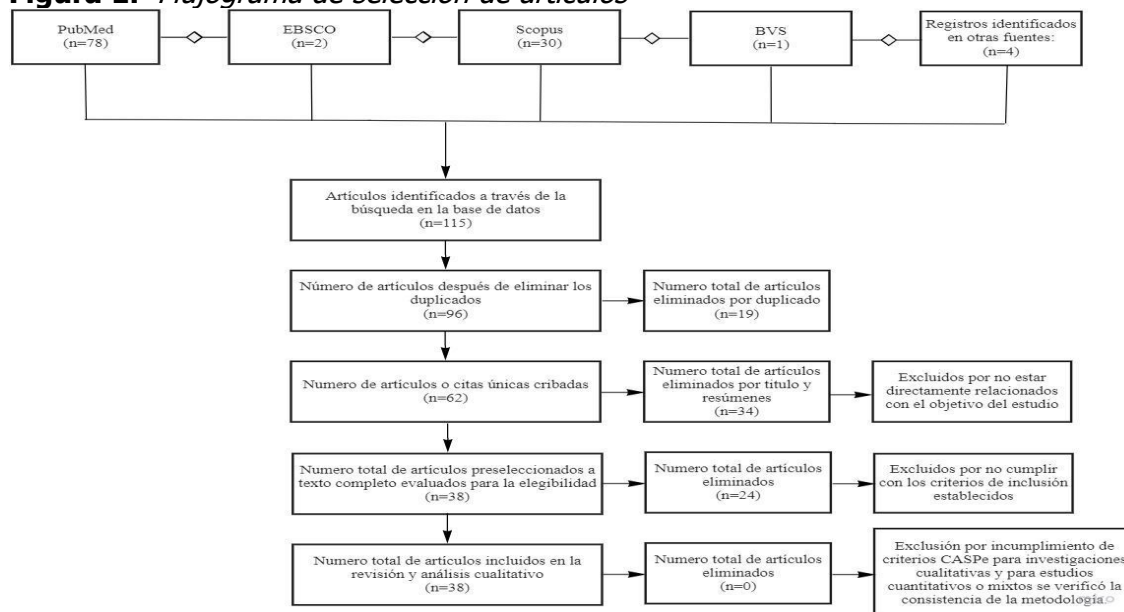 Figura 2. Flujograma de selección de artículos
PubMed
(n=78)
EBSCO
(n=2)
Scopus
(n=30)
BVS
(n=1)
Registros identificados
en otras fuentes:
(n=4)
Artículos identificados a través de la
búsqueda en la base de datos
(n=115)
Número de artículos después de eliminar los
duplicados
(n=96)
Numero total de artículos
eliminados por duplicado
(n=19)
Numero de artículos o citas únicas cribadas
(n=62)
Numero total de artículos
eliminados por titulo y
resúmenes
(n=34)
Excluidos por no estar
directamente relacionados
con el objetivo del estudio
Numero total de artículos preseleccionados a
texto completo evaluados para la elegibilidad
(n=38)
Numero total de artículos
eliminados
(n=24)
Excluidos por no cumplir
con los criterios de inclusión
establecidos
Numero total de artículos incluidos en la
revisión y análisis cualitativo
(n=38)
Numero total de artículos
eliminados
(n=0)
Exclusión por incumplimiento de
criterios CASPe para investigaciones
cualitativas y para estudios
cuantitativos o mixtos se verificó la
consistencia de la metodología.